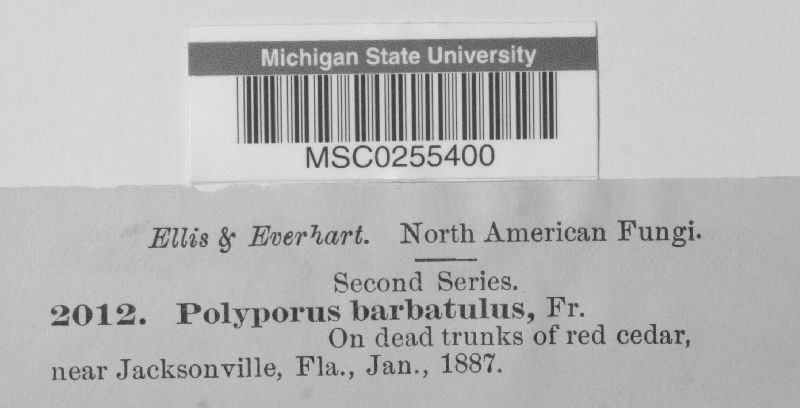 Michigan State University
MSC0255400
Ellis & Everhart. North American Fungi.
Second Series.
2012. Polyporus barbatulus, Fr.
On dead trunks of red cedar,
near Jacksonville, Fla., Jan., 1887.